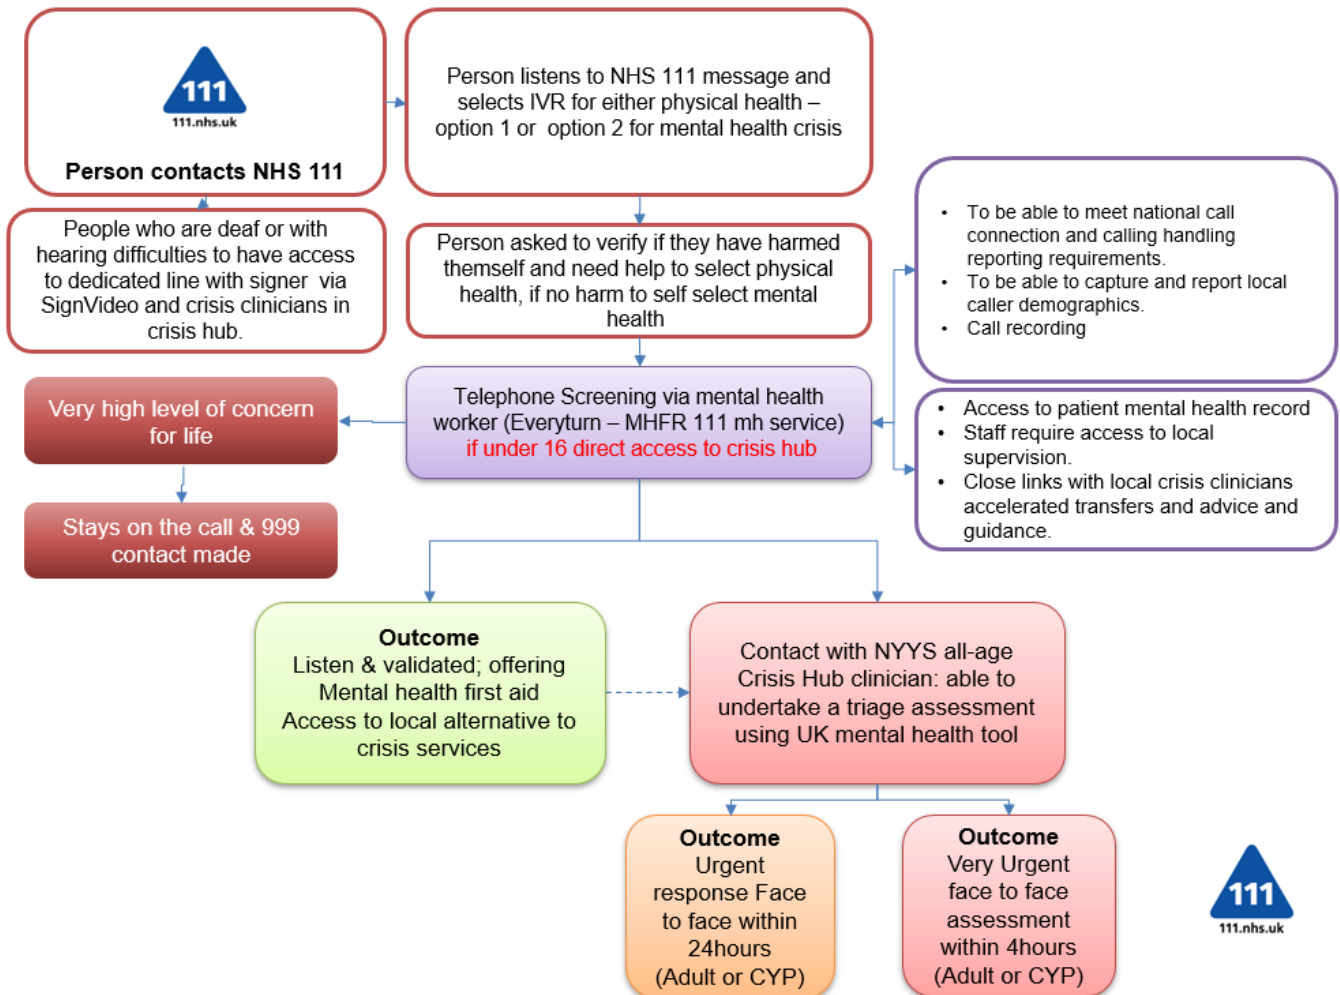 111
111.nhs.uk
Person contacts NHS 111
Person listens to NHS 111 message and
selects IVR for either physical health –
option 1 or option 2 for mental health crisis
People who are deaf or with
hearing difficulties to have access
to dedicated line with signer via
SignVideo and crisis clinicians in
crisis hub.
Person asked to verify if they have harmed
themself and need help to select physical
health, if no harm to self select mental
health
• To be able to meet national call
connection and calling handling
reporting requirements.
• To be able to capture and report local
caller demographics.
• Call recording
Very high level of concern
for life
Telephone Screening via mental health
worker (Everyturn – MHFR 111 mh service)
if under 16 direct access to crisis hub
• Access to patient mental health record
• Staff require access to local
supervision.
• Close links with local crisis clinicians
accelerated transfers and advice and
guidance.
Stays on the call & 999
contact made
Outcome
Listen & validated; offering
Mental health first aid
Access to local alternative to
crisis services
Contact with NYYS all-age
Crisis Hub clinician: able to
undertake a triage assessment
using UK mental health tool
Outcome
Urgent
response Face
to face within
24hours
(Adult or CYP)
Outcome
Very Urgent
face to face
assessment
within 4hours
(Adult or CYP)
111
111.nhs.uk